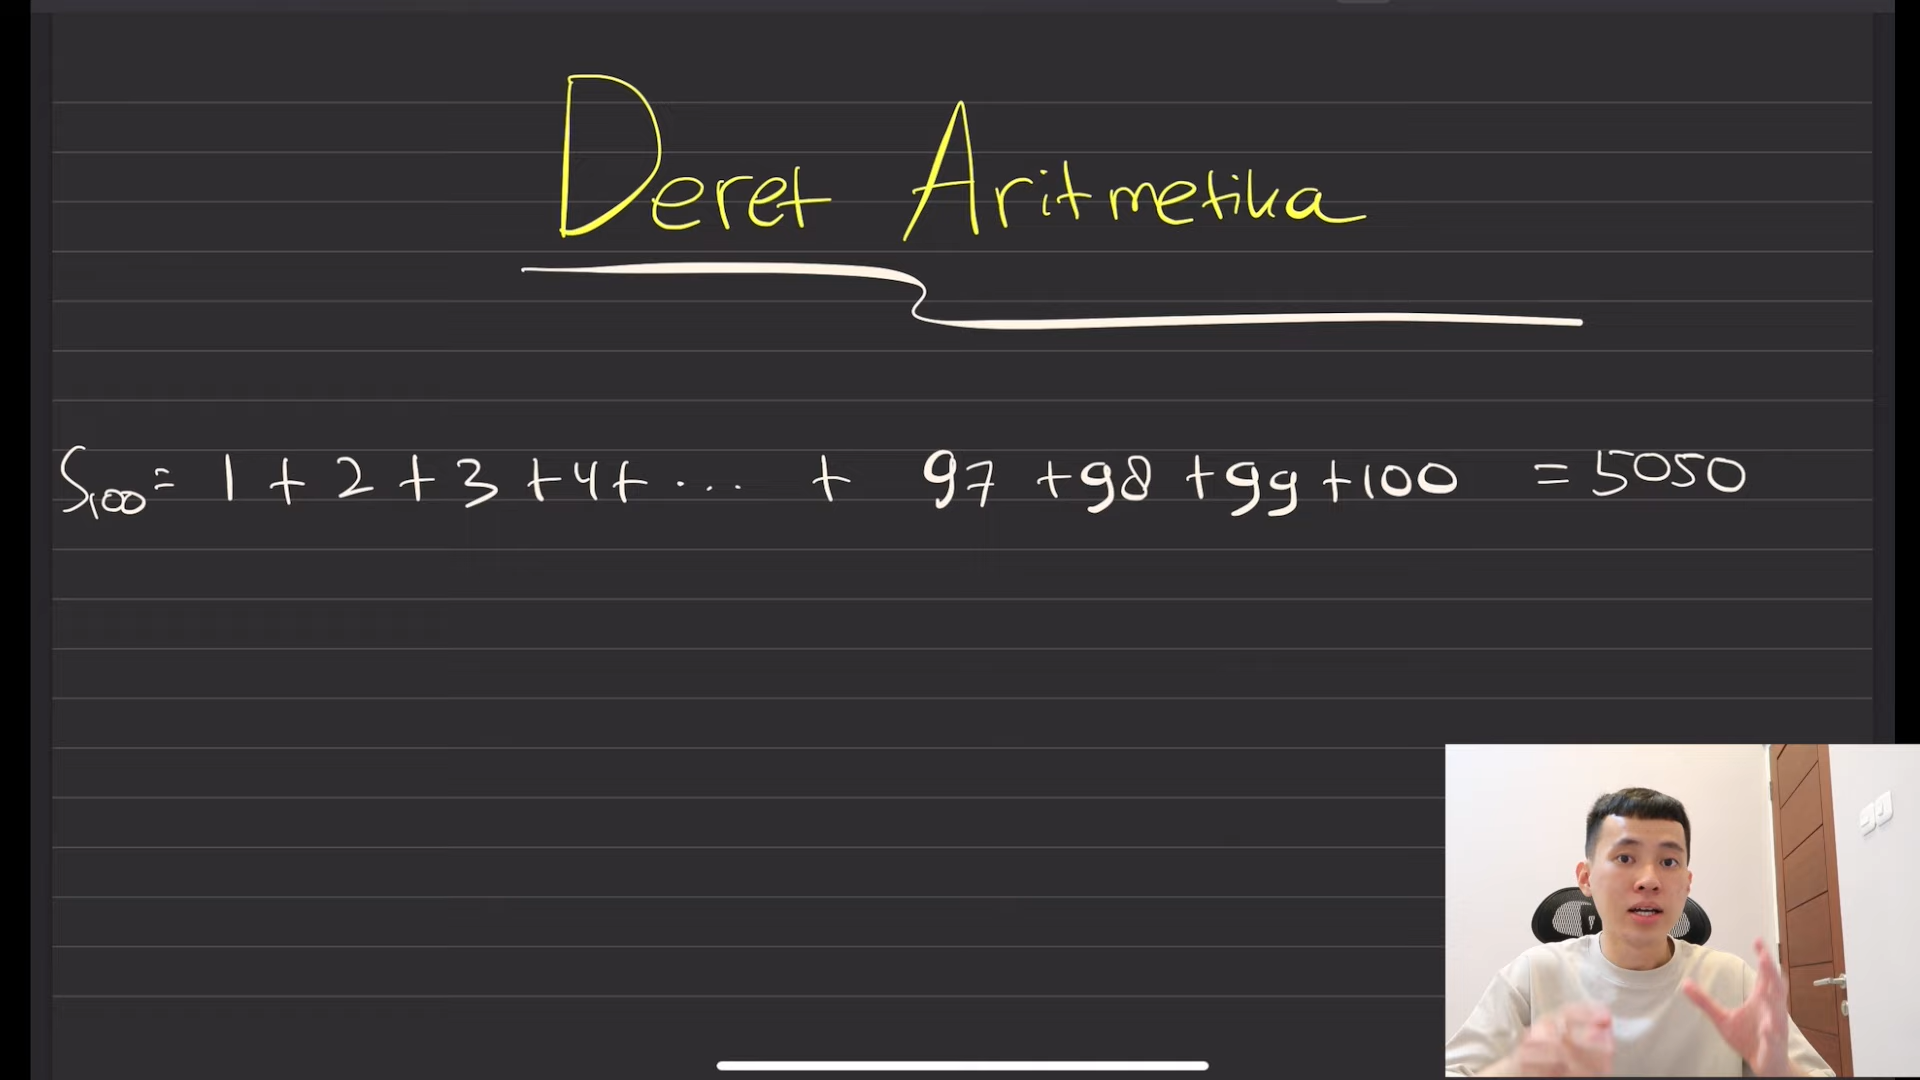 Deret Aritmetika
S100 = 1 + 2 + 3 + 4 + ... + 97 + 98 + 99 + 100 = 5050